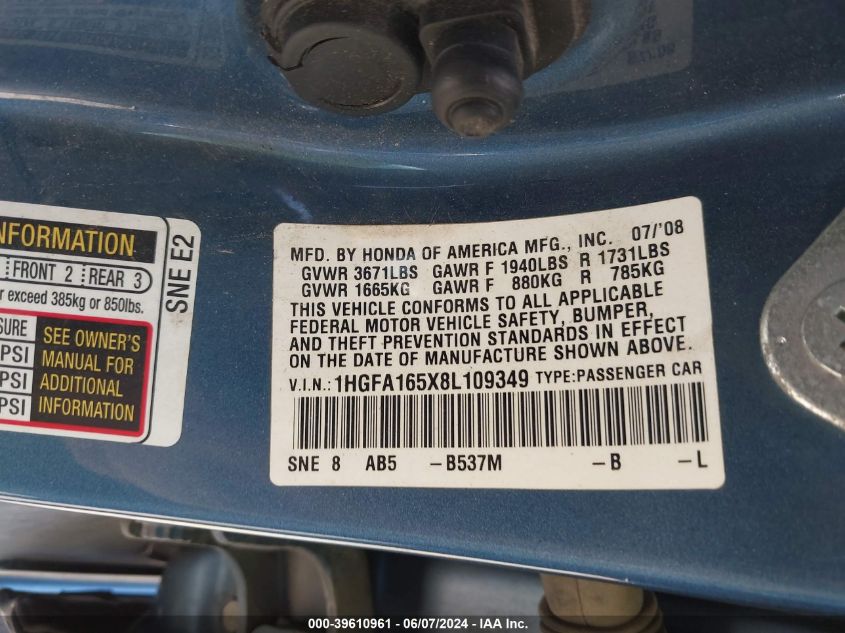 NFORMATION
FRONT 2 REAR 3
r exceed 385kg or 850lbs.
SURE
PSI
PSI
PSI
SEE OWNER'S
MANUAL FOR
ADDITIONAL
INFORMATION
SNE E2
MFD. BY HONDA OF AMERICA MFG., INC. 07/'08
GVWR 3671LBS GAWR F 1940LBS R 1731LBS
GVWR 1665KG GAWR F 880KG R 785KG
THIS VEHICLE CONFORMS TO ALL APPLICABLE
FEDERAL MOTOR VEHICLE SAFETY, BUMPER,
AND THEFT PREVENTION STANDARDS IN EFFECT
ON THE DATE OF MANUFACTURE SHOWN ABOVE.
V.I.N.: 1HGFA165X8L109349 TYPE:PASSENGER CAR
SNE 8 AB5 -B537M -B -L
000-39610961 | 06/07/2024 - IAA Inc.